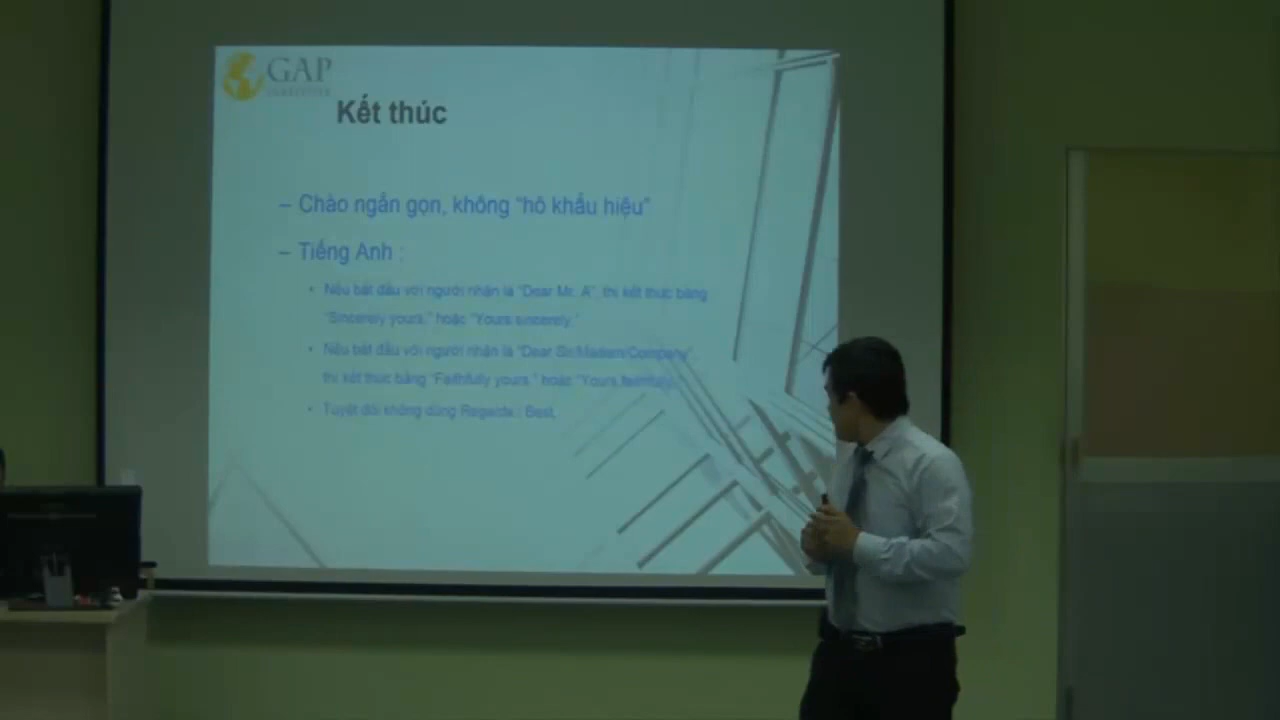 GAP
INSTITUTE
Kết thúc
– Chào ngắn gọn, không “hô khẩu hiệu”
– Tiếng Anh :
• Nếu bắt đầu với người nhận là “Dear Mr. A”, thì kết thúc bằng
“Sincerely yours,” hoặc “Yours sincerely,”
• Nếu bắt đầu với người nhận là “Dear Sir/Madam/Company”,
thì kết thúc bằng “Faithfully yours,” hoặc “Yours faithfully,
• Tuyệt đối không dùng Regards,; Best,